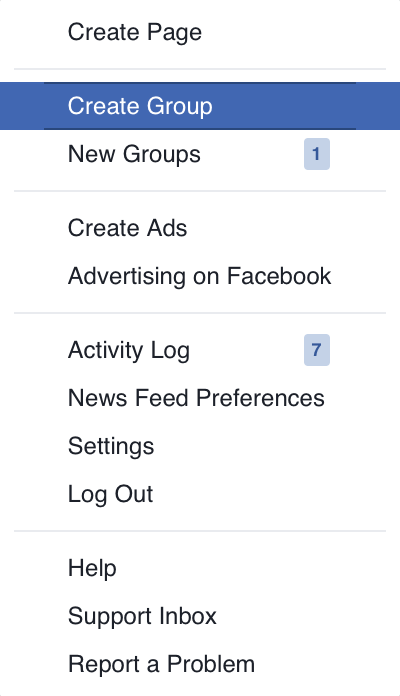 Create Page
Create Group
New Groups 1
Create Ads
Advertising on Facebook
Activity Log 7
News Feed Preferences
Settings
Log Out
Help
Support Inbox
Report a Problem